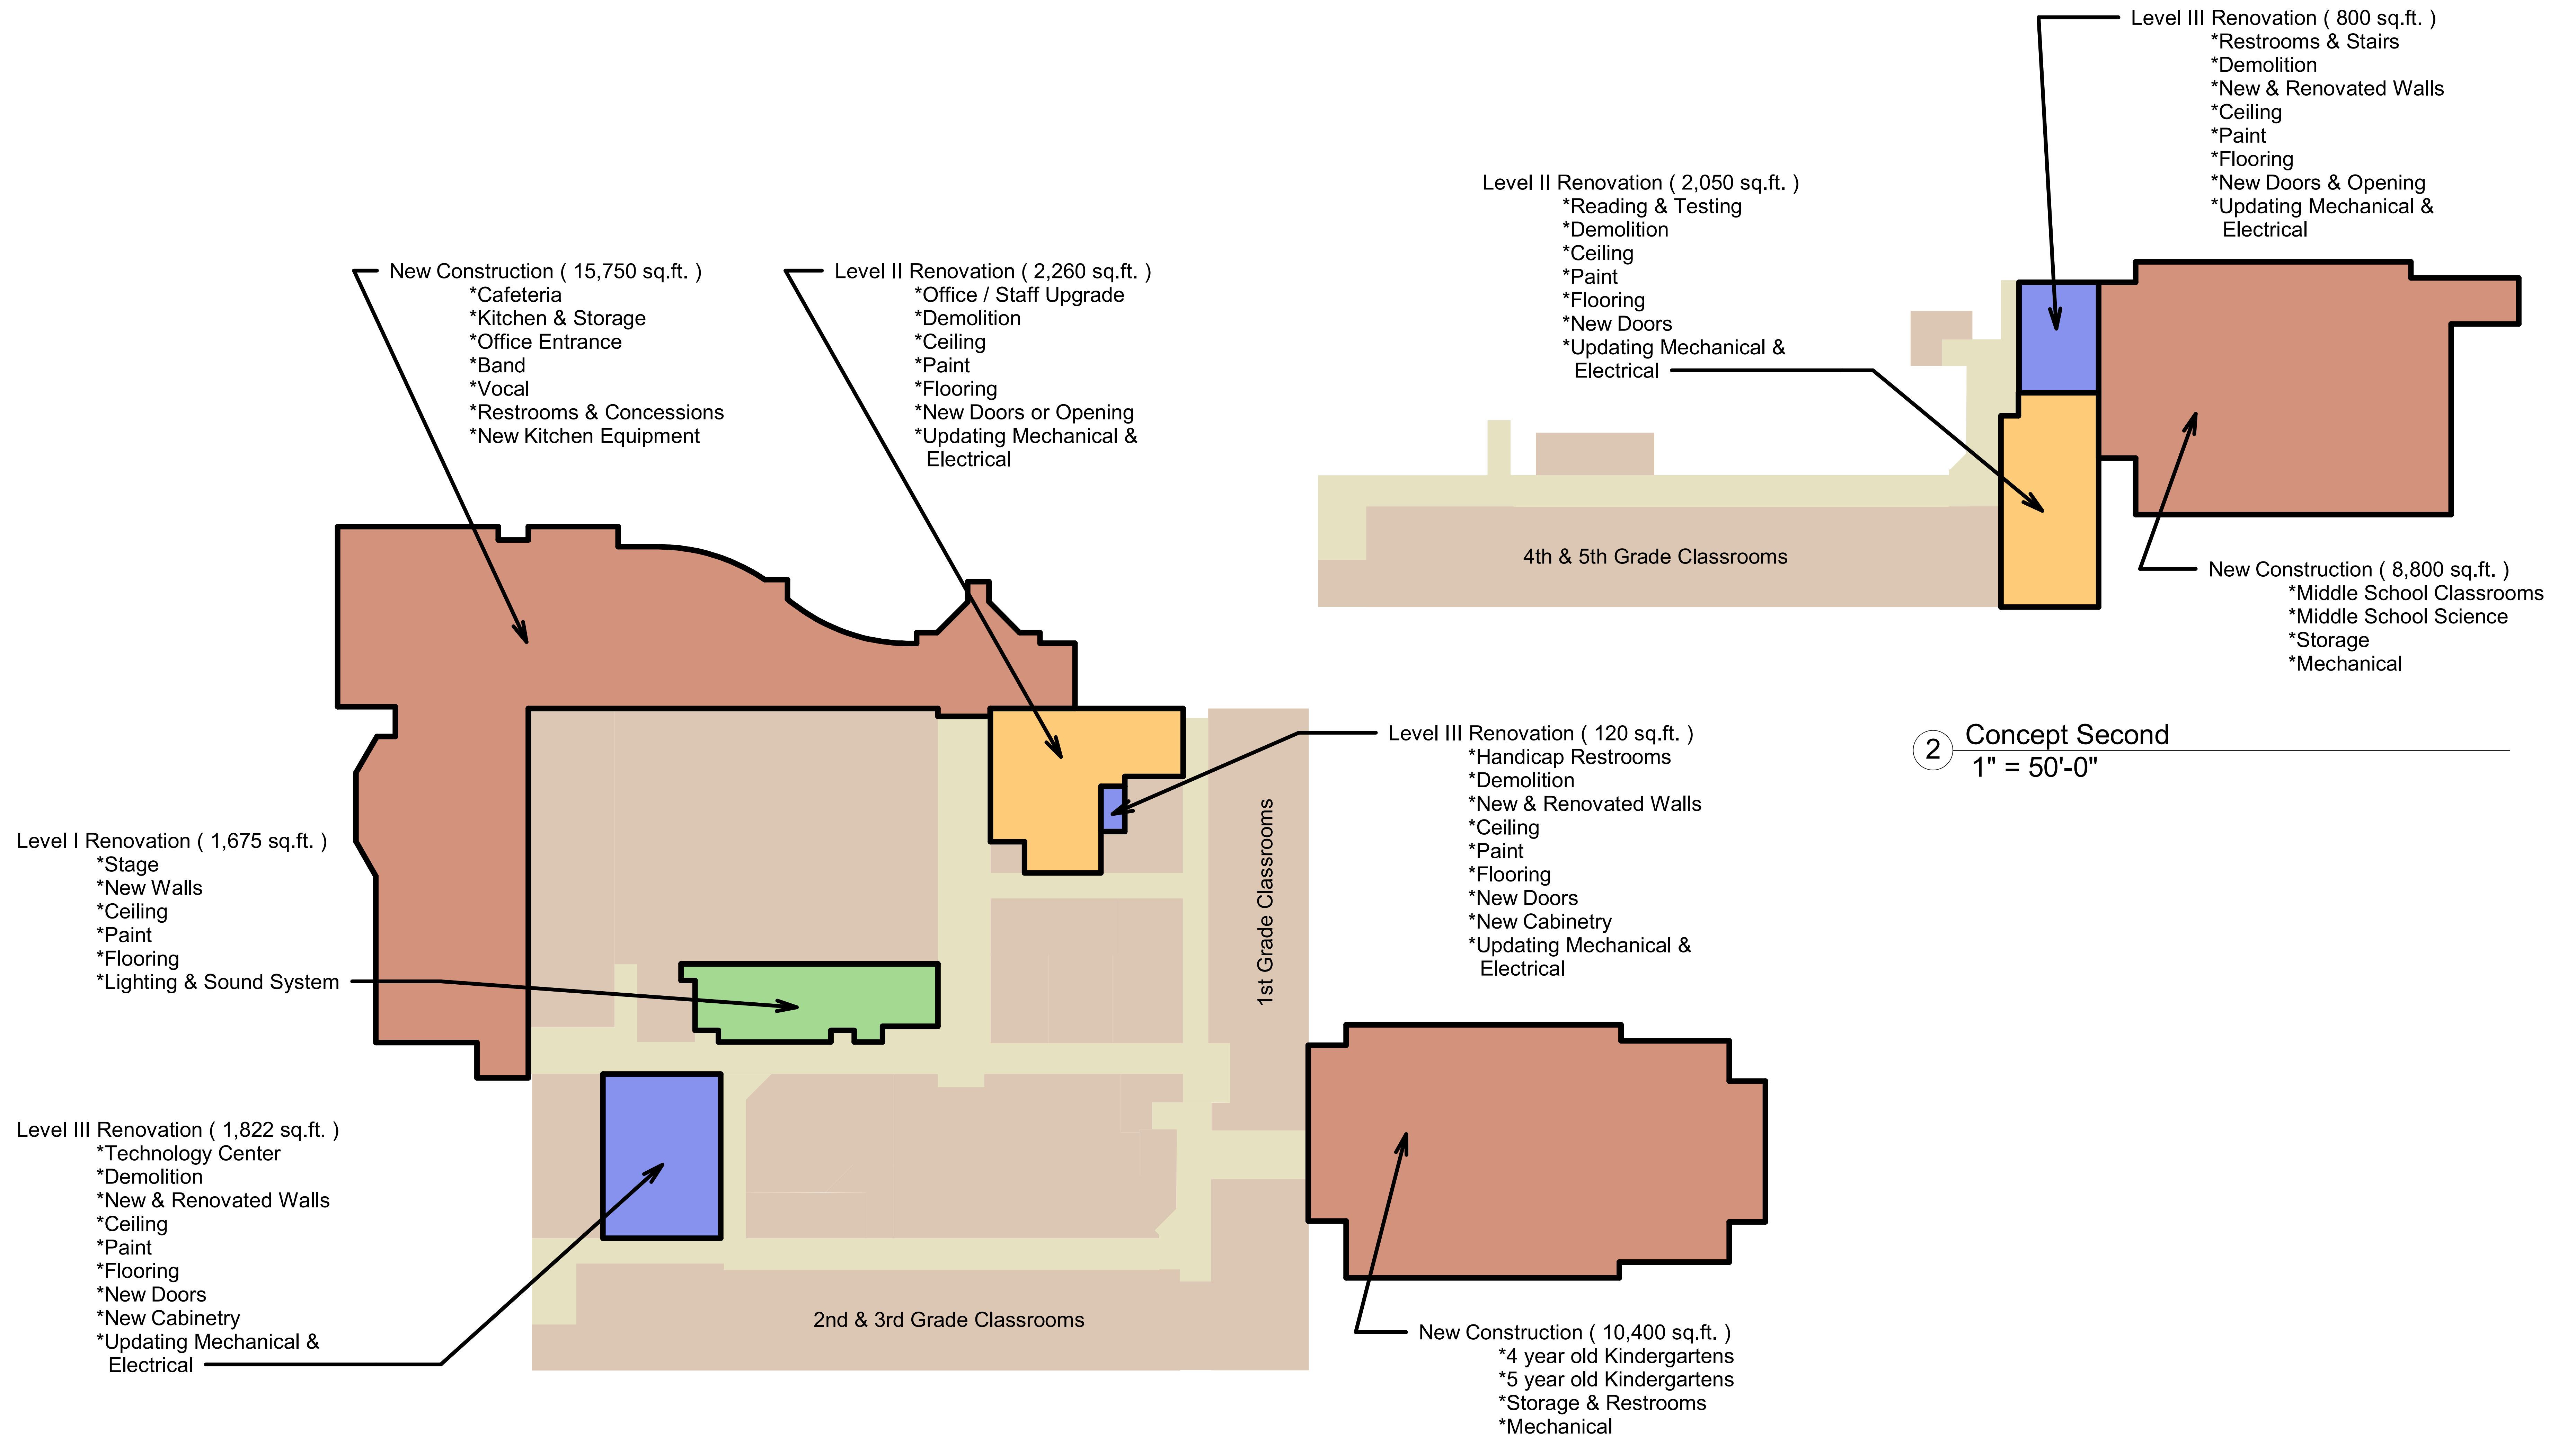 Level III Renovation ( 800 sq.ft. )
*Restrooms & Stairs
*Demolition
*New & Renovated Walls
*Ceiling
*Paint
*Flooring
*New Doors & Opening
*Updating Mechanical &
Electrical
Level II Renovation ( 2,050 sq.ft. )
*Reading & Testing
*Demolition
*Ceiling
*Paint
*Flooring
*New Doors
*Updating Mechanical &
Electrical
New Construction ( 15,750 sq.ft. )
*Cafeteria
*Kitchen & Storage
*Office Entrance
*Band
*Vocal
*Restrooms & Concessions
*New Kitchen Equipment
Level II Renovation ( 2,260 sq.ft. )
*Office / Staff Upgrade
*Demolition
*Ceiling
*Paint
*Flooring
*New Doors or Opening
*Updating Mechanical &
Electrical
4th & 5th Grade Classrooms
New Construction ( 8,800 sq.ft. )
*Middle School Classrooms
*Middle School Science
*Storage
*Mechanical
2
Concept Second
1" = 50'-0"
Level III Renovation ( 120 sq.ft. )
*Handicap Restrooms
*Demolition
*New & Renovated Walls
*Ceiling
*Paint
*Flooring
*New Doors
*New Cabinetry
*Updating Mechanical &
Electrical
1st Grade Classrooms
Level I Renovation ( 1,675 sq.ft. )
*Stage
*New Walls
*Ceiling
*Paint
*Flooring
*Lighting & Sound System
Level III Renovation ( 1,822 sq.ft. )
*Technology Center
*Demolition
*New & Renovated Walls
*Ceiling
*Paint
*Flooring
*New Doors
*New Cabinetry
*Updating Mechanical &
Electrical
2nd & 3rd Grade Classrooms
New Construction ( 10,400 sq.ft. )
*4 year old Kindergartens
*5 year old Kindergartens
*Storage & Restrooms
*Mechanical